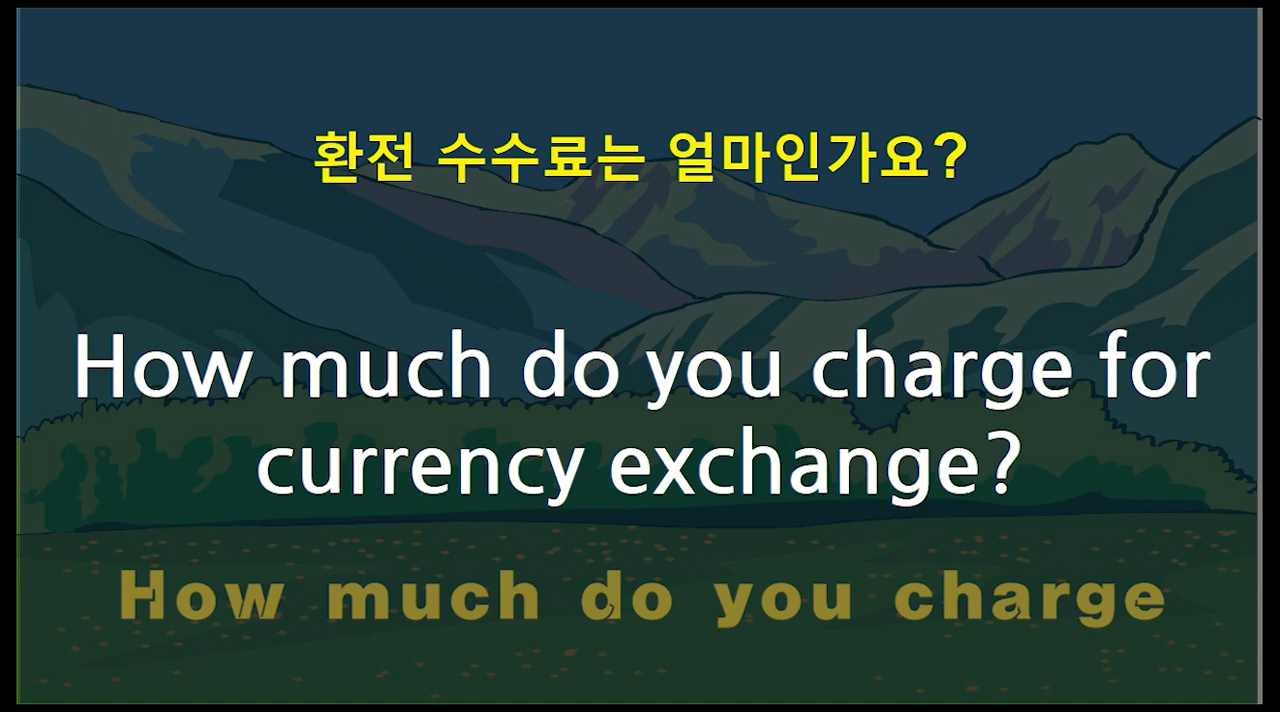 환전 수수료는 얼마인가요?
How much do you charge for
currency exchange?
How much do you charge